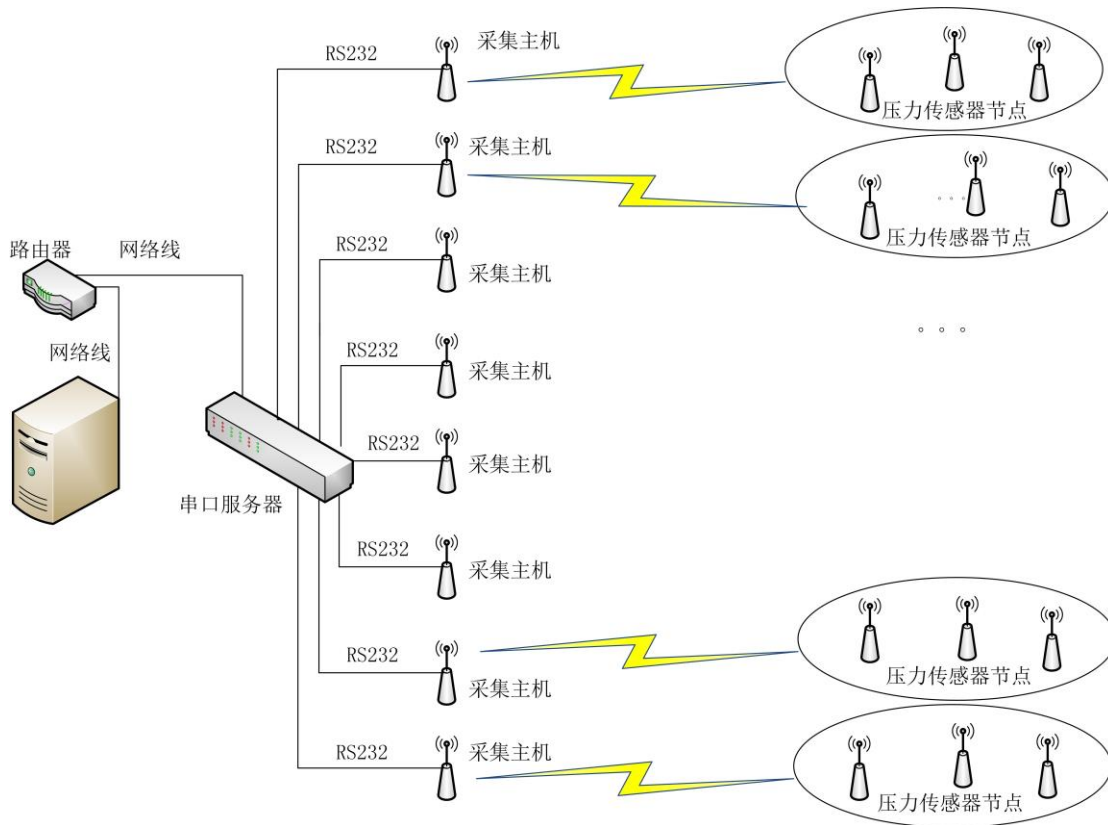 RS232
采集主机
压力传感器节点
RS232
采集主机
。。。
压力传感器节点
路由器
网络线
RS232
采集主机
。。。
网络线
RS232
采集主机
RS232
采集主机
串口服务器
RS232
采集主机
RS232
采集主机
压力传感器节点
RS232
采集主机
压力传感器节点